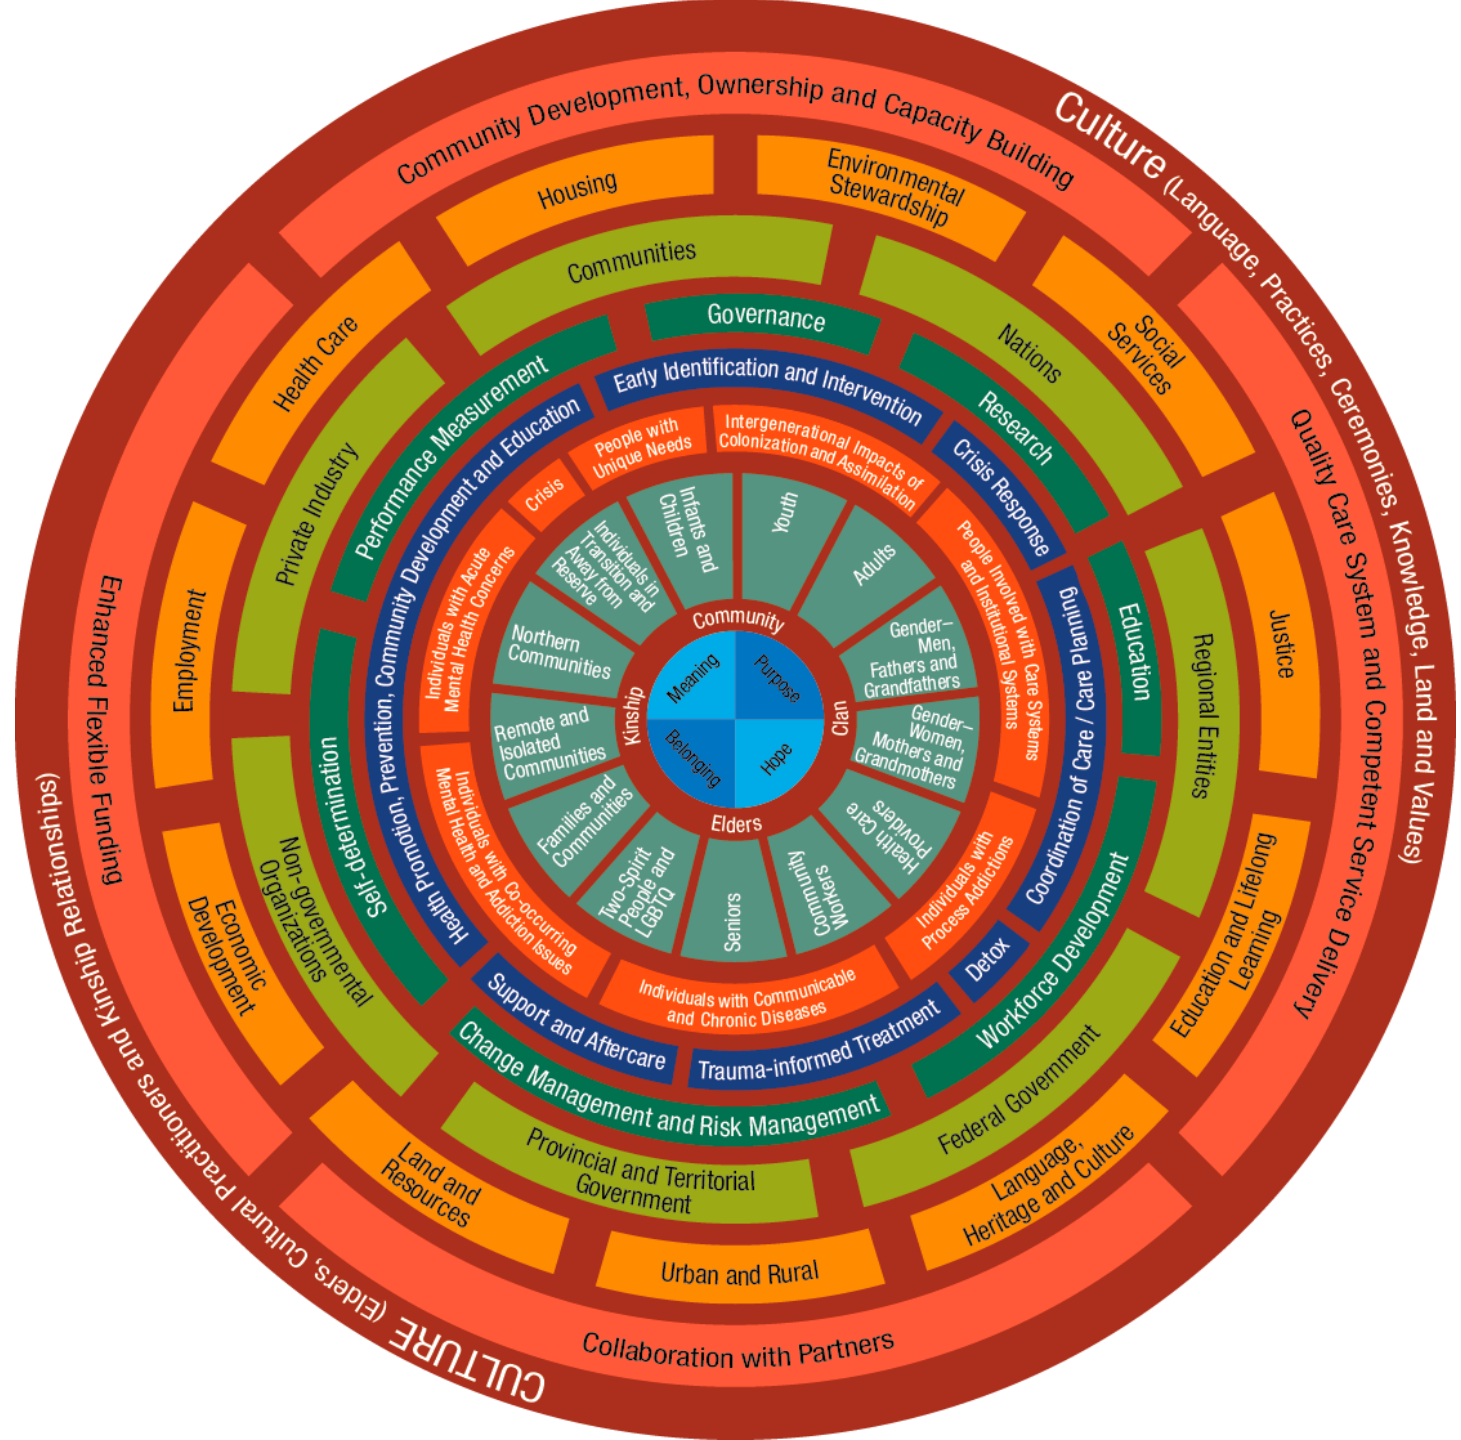 Culture (Language, Practices, Ceremonies, Knowledge, Land and Values)
CULTURE (Elders, Cultural Practitioners and Kinship Relationships)
Community Development, Ownership and Capacity Building
Quality Care System and Competent Service Delivery
Collaboration with Partners
Enhanced Flexible Funding
Housing
Environmental
Stewardship
Social
Services
Justice
Education and Lifelong
Learning
Language,
Heritage and Culture
Urban and Rural
Land and
Resources
Economic
Development
Employment
Health Care
Communities
Nations
Regional Entities
Federal Government
Provincial and Territorial
Government
Non-governmental
Organizations
Private Industry
Governance
Research
Education
Workforce Development
Change Management and Risk Management
Self-determination
Performance Measurement
Early Identification and Intervention
Crisis Response
Coordination of Care / Care Planning
Detox
Trauma-informed Treatment
Support and Aftercare
Health Promotion, Prevention, Community Development and Education
People with
Unique Needs
Intergenerational Impacts of
Colonization and Assimilation
People Involved with Care Systems
and Institutional Systems
Individuals with
Process Addictions
Individuals with Communicable
and Chronic Diseases
Individuals with Co-occurring
Mental Health and Addiction Issues
Individuals with Acute
Mental Health Concerns
Crisis
Infants and
Children
Youth
Adults
Gender–
Men,
Fathers and
Grandfathers
Gender–
Women,
Mothers and
Grandmothers
Health Care
Providers
Community
Workers
Seniors
Two-Spirit
People and
LGBTQ
Families and
Communities
Remote and
Isolated
Communities
Northern
Communities
Individuals in
Transition and
Away from
Reserve
Community
Clan
Elders
Kinship
Meaning
Purpose
Hope
Belonging